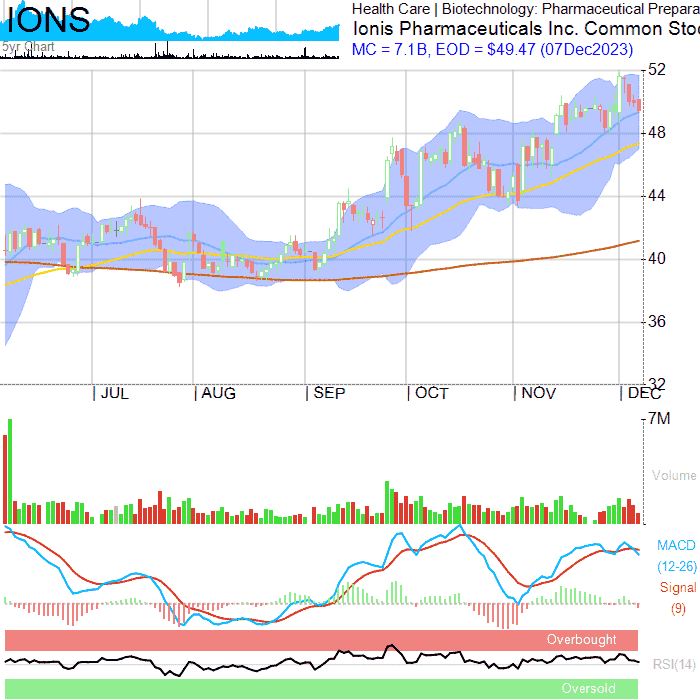 IONS
5yr Chart
Health Care | Biotechnology: Pharmaceutical Prepara
Ionis Pharmaceuticals Inc. Common Stoc
MC = 7.1B, EOD = $49.47 (07Dec2023)
52
48
44
40
36
32
| JUL | AUG | SEP | OCT | NOV | DEC
7M
Volume
MACD
(12-26)
Signal
(9)
Overbought
RSI(14)
Oversold